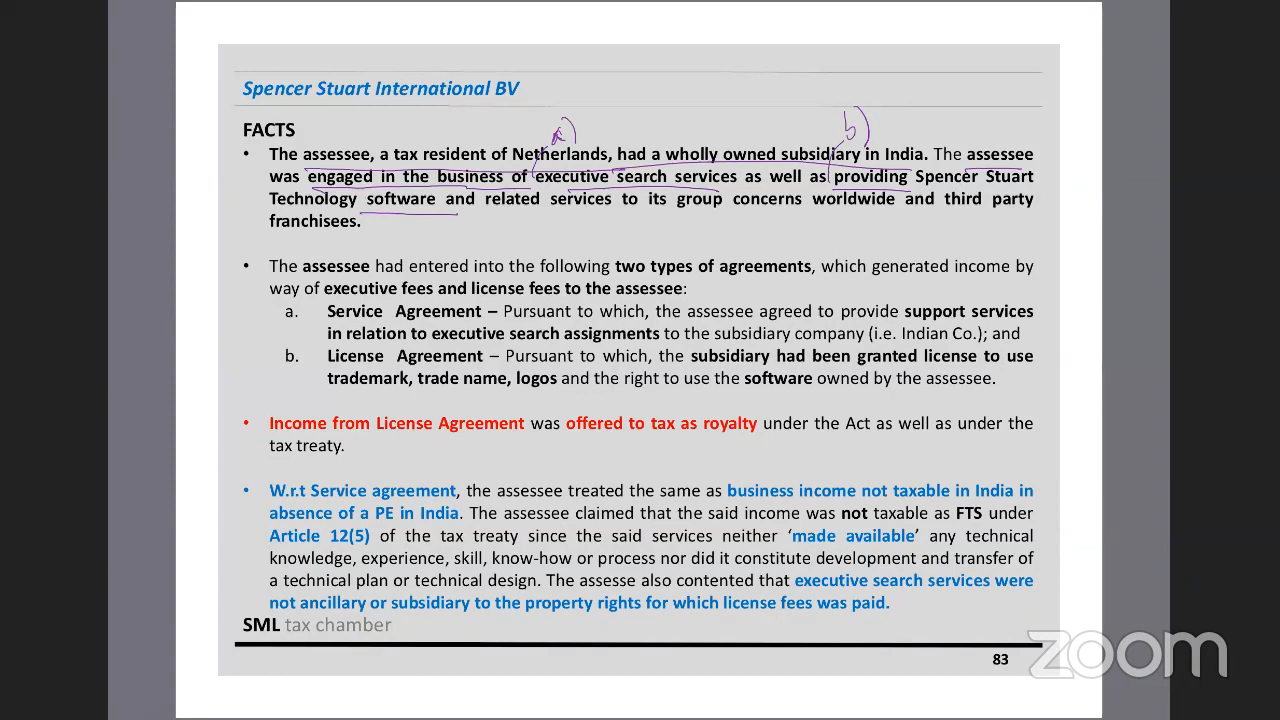 Spencer Stuart International BV
a)
b)
FACTS
• The assessee, a tax resident of Netherlands, had a wholly owned subsidiary in India. The assessee
was engaged in the business of executive search services as well as providing Spencer Stuart
Technology software and related services to its group concerns worldwide and third party
franchisees.
• The assessee had entered into the following two types of agreements, which generated income by
way of executive fees and license fees to the assessee:
a. Service Agreement – Pursuant to which, the assessee agreed to provide support services
in relation to executive search assignments to the subsidiary company (i.e. Indian Co.); and
b. License Agreement – Pursuant to which, the subsidiary had been granted license to use
trademark, trade name, logos and the right to use the software owned by the assessee.
• Income from License Agreement was offered to tax as royalty under the Act as well as under the
tax treaty.
• W.r.t Service agreement, the assessee treated the same as business income not taxable in India in
absence of a PE in India. The assessee claimed that the said income was not taxable as FTS under
Article 12(5) of the tax treaty since the said services neither ‘made available’ any technical
knowledge, experience, skill, know-how or process nor did it constitute development and transfer of
a technical plan or technical design. The assesse also contented that executive search services were
not ancillary or subsidiary to the property rights for which license fees was paid.
SML tax chamber
83
zoom